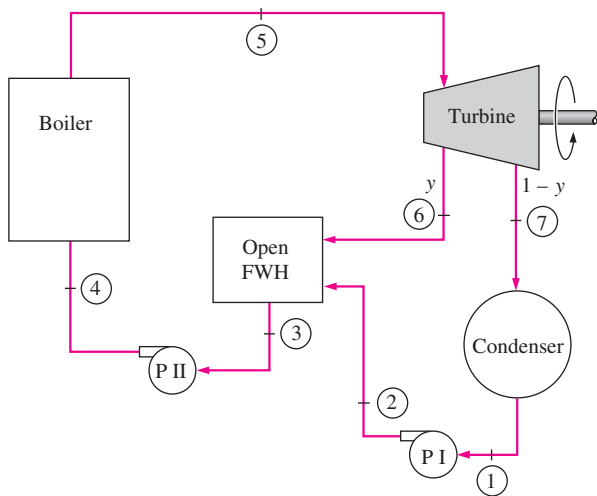 5
Boiler
Turbine
y
1 – y
6
7
Open
FWH
4
3
Condenser
P II
2
P I
1